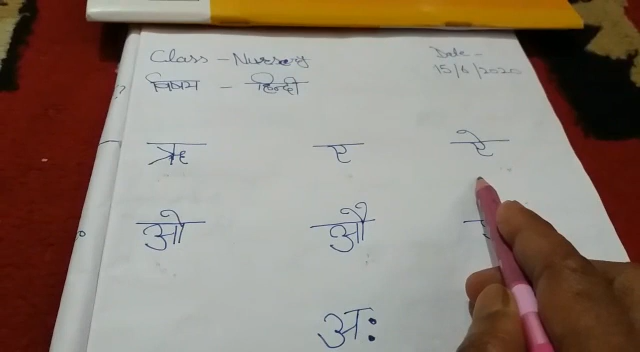 Class - Nursery
Date -
15/6/2020
विषय - हिन्दी
ऋ ए ऐ
ओ औ
अः